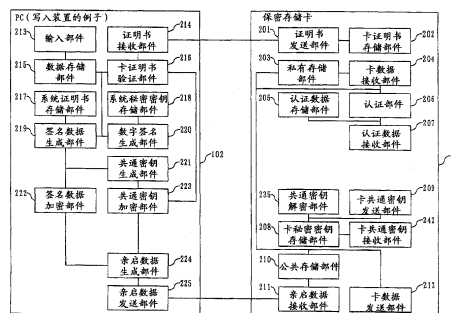 PC(写入装置的例子)
保密存储卡
213
输入部件
214
证明书
接收部件
201
证明书
发送部件
202
卡证明书
存储部件
215
数据存储
部件
216
卡证明书
验证部件
203
私有存储
部件
204
卡数据
接收部件
217
系统证明书
存储部件
218
系统秘密密钥
存储部件
205
认证数据
存储部件
206
认证部件
219
签名数据
生成部件
220
数字签名
生成部件
207
认证数据
接收部件
221
共通密钥
生成部件
102
222
签名数据
加密部件
223
共通密钥
加密部件
235
共通密钥
解密部件
209
卡共通密钥
发送部件
208
卡秘密密钥
存储部件
242
卡共通密钥
接收部件
224
亲启数据
生成部件
210
公共存储部件
225
亲启数据
发送部件
211
亲启数据
接收部件
212
卡数据
发送部件